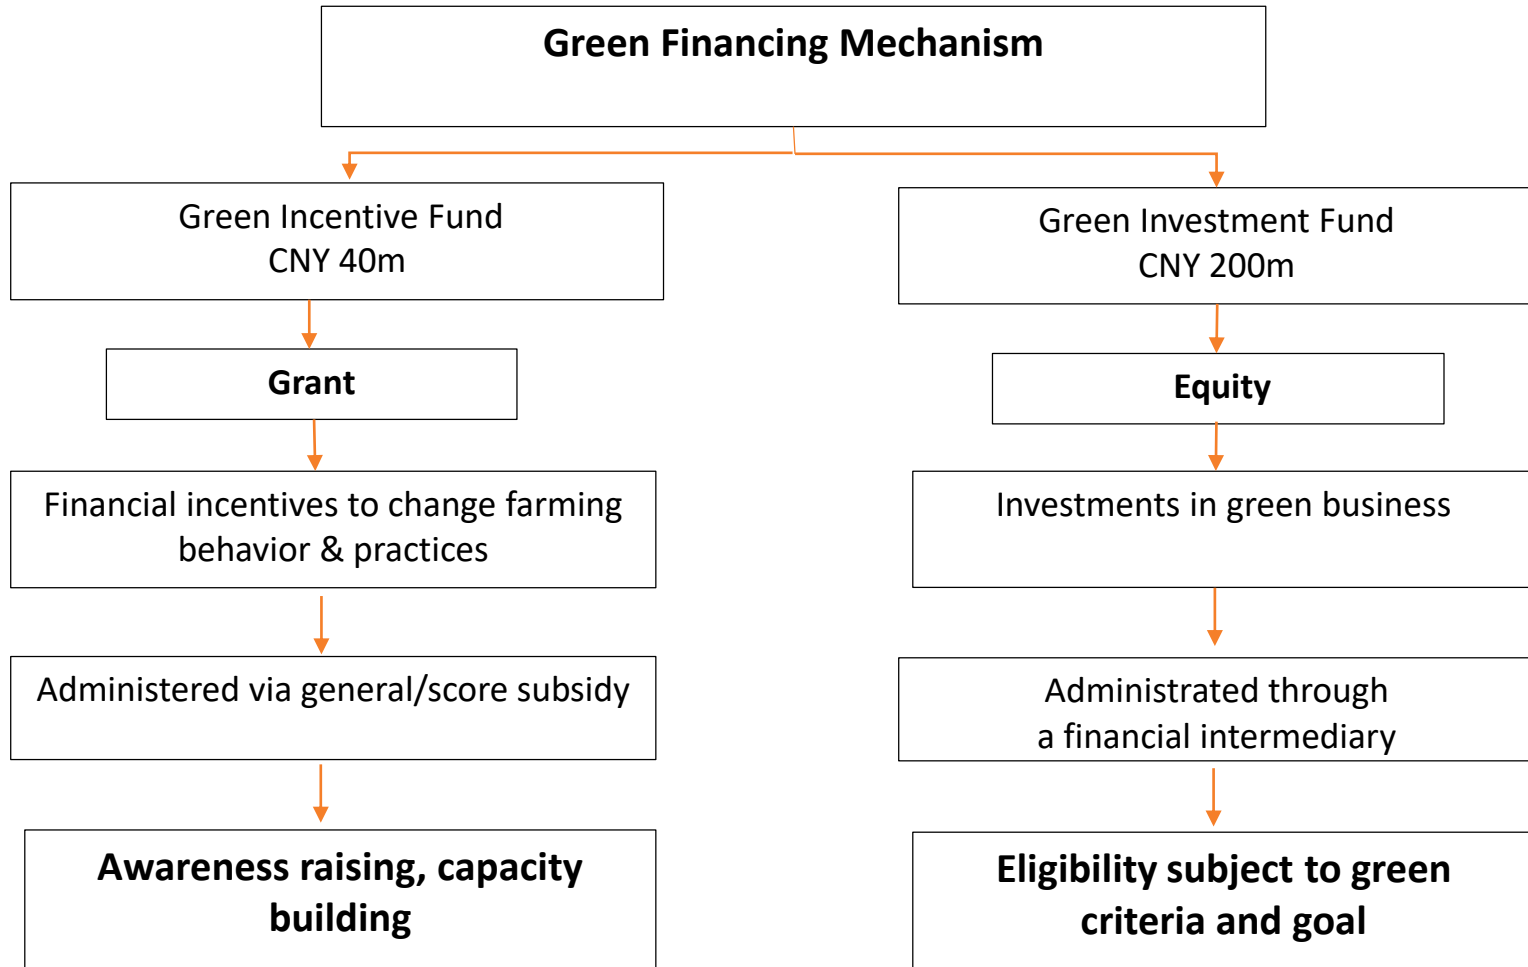 Green Financing Mechanism
Green Incentive Fund
CNY 40m
Grant
Financial incentives to change farming
behavior & practices
Administered via general/score subsidy
Awareness raising, capacity
building
Green Investment Fund
CNY 200m
Equity
Investments in green business
Administrated through
a financial intermediary
Eligibility subject to green
criteria and goal